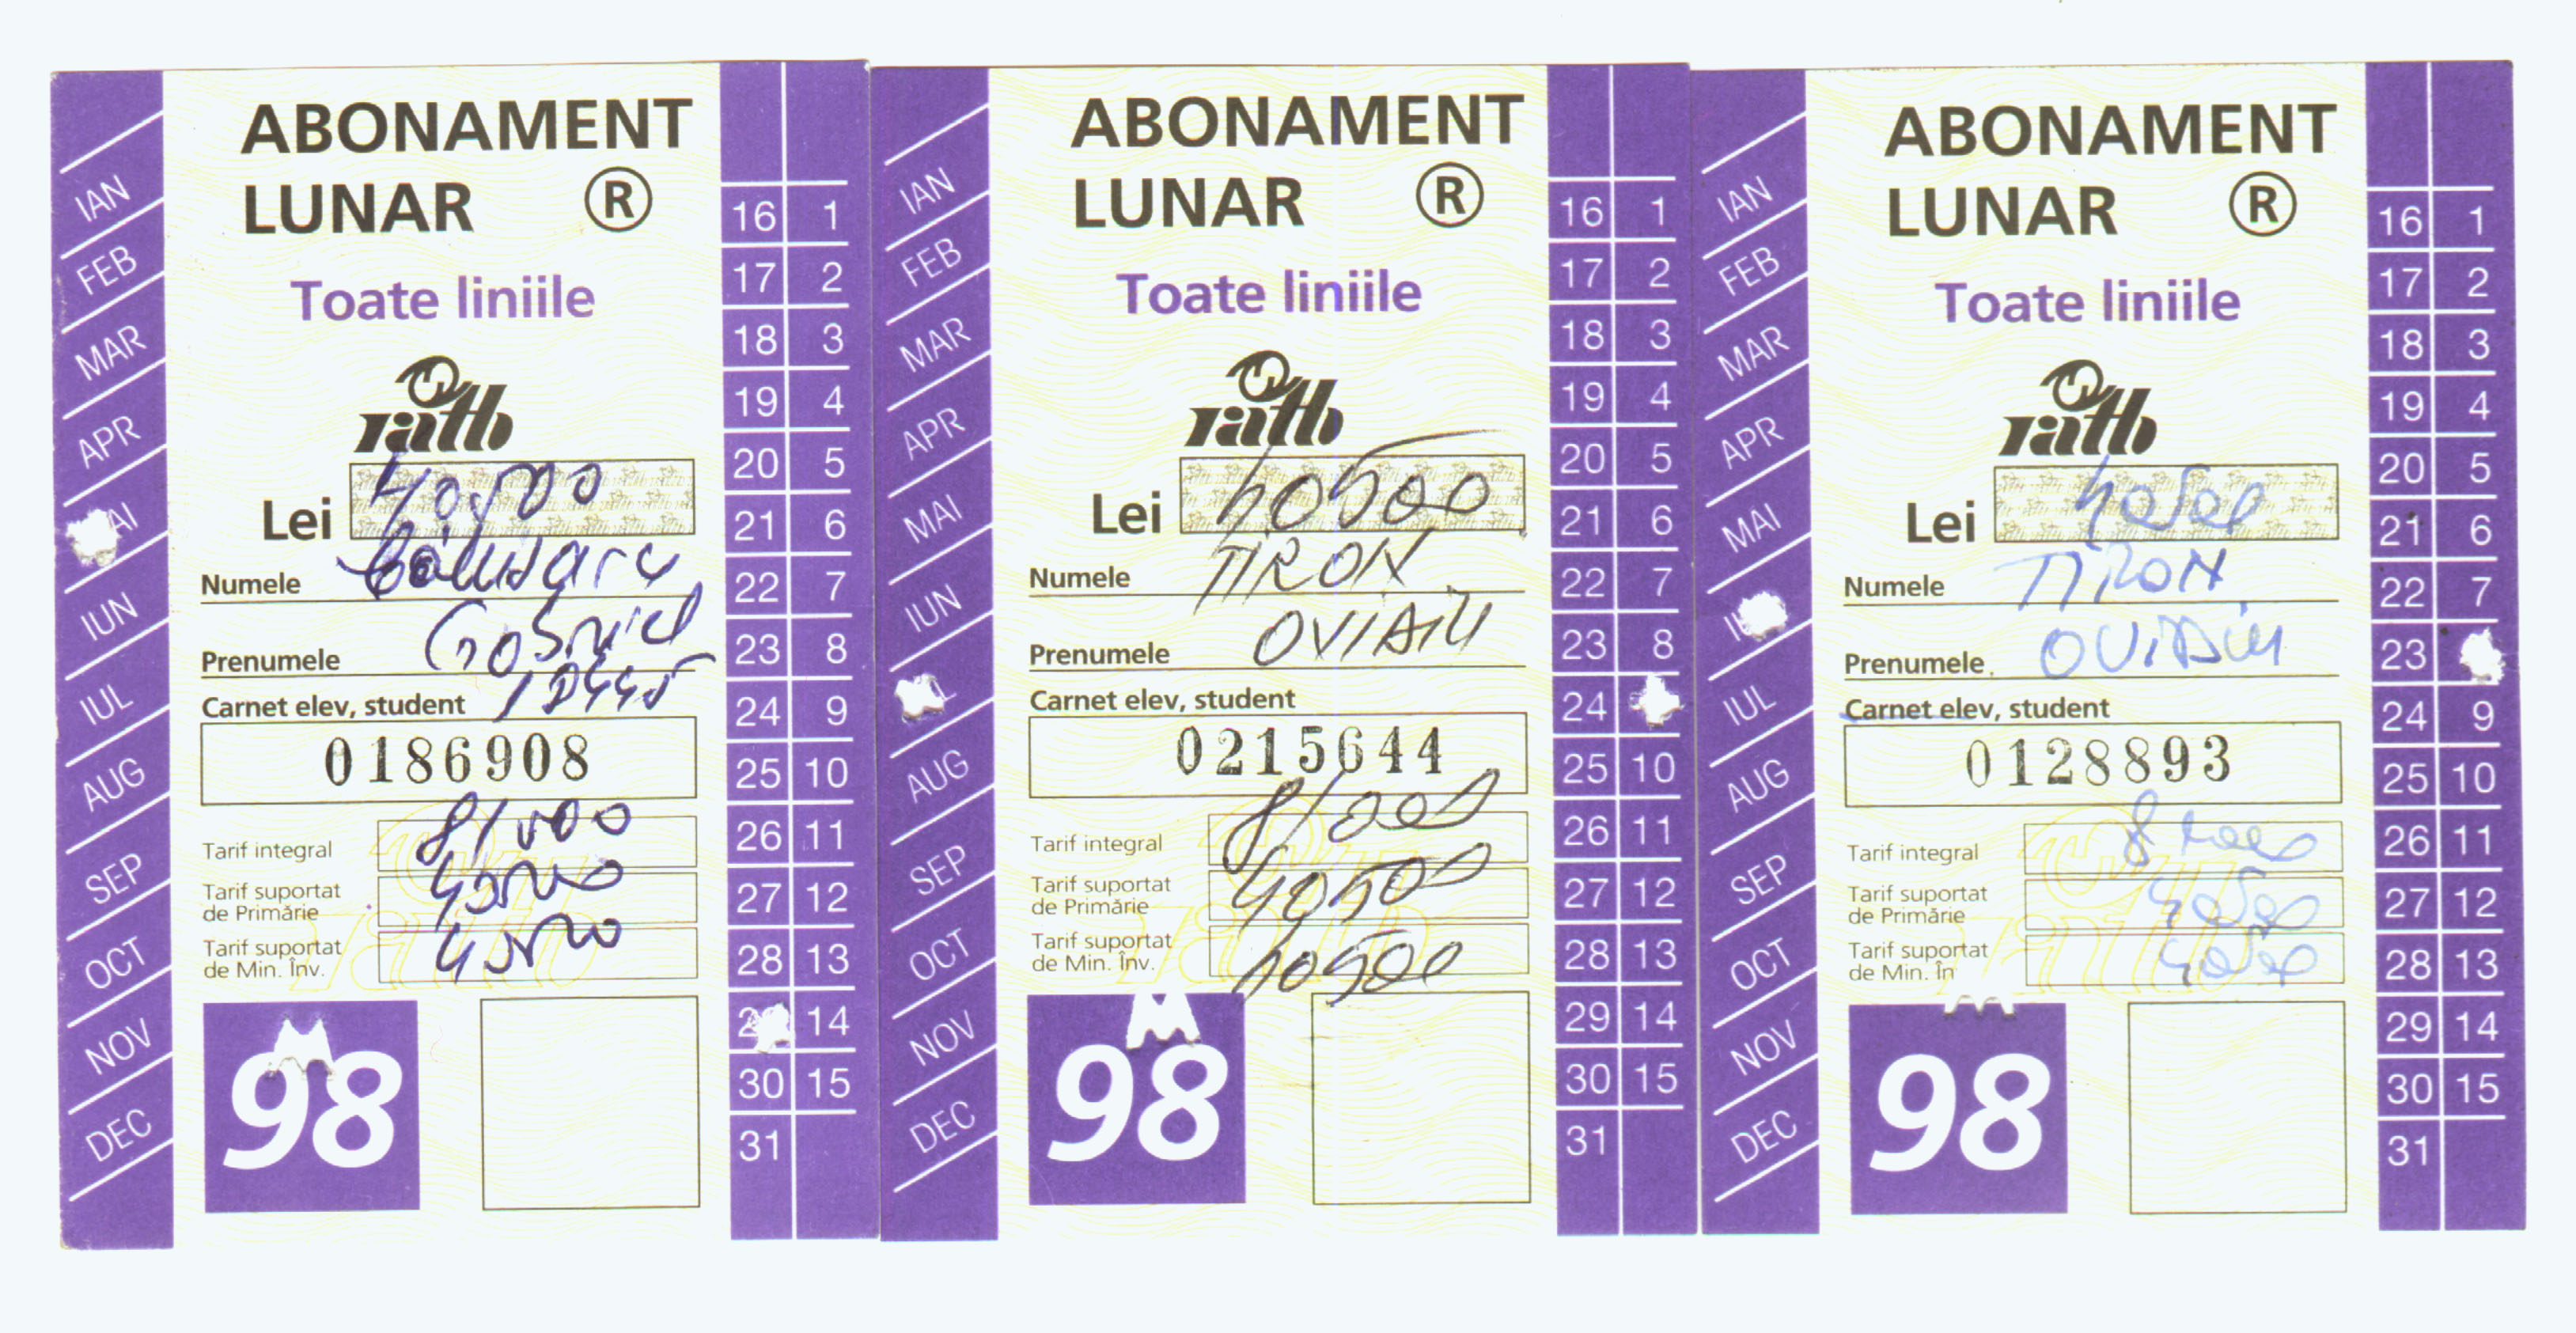 ABONAMENT
LUNAR ®
Toate liniile
ratb
Lei 40500
Numele
Prenumele
Carnet elev, student
0186908
Tarif integral 81000
Tarif suportat
de Primărie
Tarif suportat
de Min. Înv.
98
IAN
FEB
MAR
APR
AI
IUN
IUL
AUG
SEP
OCT
NOV
DEC
16 1
17 2
18 3
19 4
20 5
21 6
22 7
23 8
24 9
25 10
26 11
27 12
28 13
2 14
30 15
31
ABONAMENT
LUNAR ®
Toate liniile
ratb
Lei 40500
Numele TIRON
Prenumele OVIDIU
Carnet elev, student
0215644
Tarif integral 81000
Tarif suportat
de Primărie 40500
Tarif suportat
de Min. Înv. 40500
98
IAN
FEB
MAR
APR
MAI
IUN
L
AUG
SEP
OCT
NOV
DEC
16 1
17 2
18 3
19 4
20 5
21 6
22 7
23 8
24
25 10
26 11
27 12
28 13
29 14
30 15
31
ABONAMENT
LUNAR ®
Toate liniile
ratb
Lei 40500
Numele TIRON
Prenumele OVIDIU
Carnet elev, student
0128893
Tarif integral 81000
Tarif suportat
de Primărie 40500
Tarif suportat
de Min. În 40500
98
IAN
FEB
MAR
APR
MAI
I
IUL
AUG
SEP
OCT
NOV
DEC
16 1
17 2
18 3
19 4
20 5
21 6
22 7
23
24 9
25 10
26 11
27 12
28 13
29 14
30 15
31